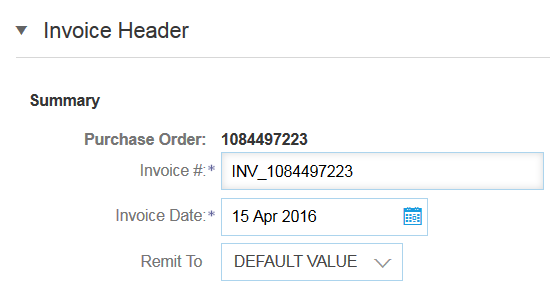 Invoice Header
Summary
Purchase Order: 1084497223
Invoice #:* INV_1084497223
Invoice Date:* 15 Apr 2016
Remit To DEFAULT VALUE